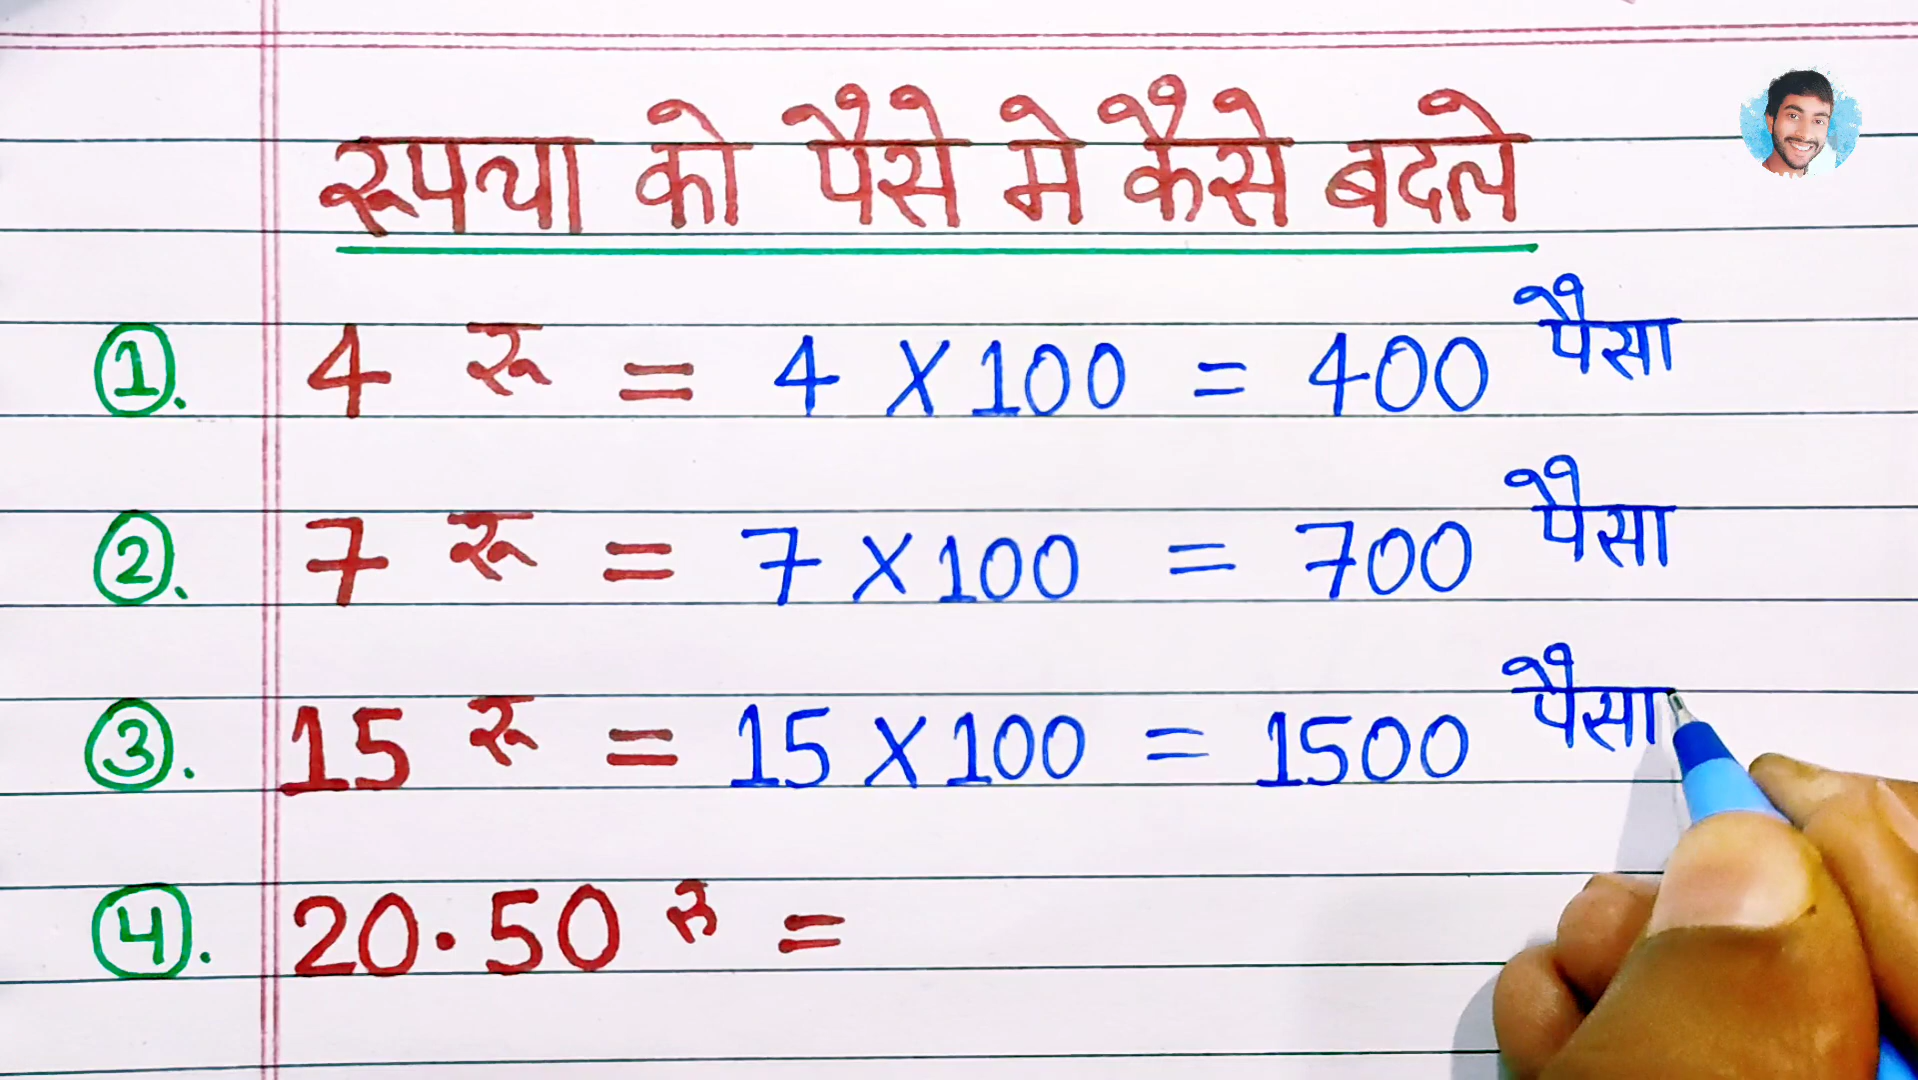 रूपया को पैसे मे कैसे बदले
1. 4 रू = 4 X 100 = 400 पैसा
2. 7 रू = 7 X 100 = 700 पैसा
3. 15 रू = 15 X 100 = 1500 पैसा
4. 20.50 रु =